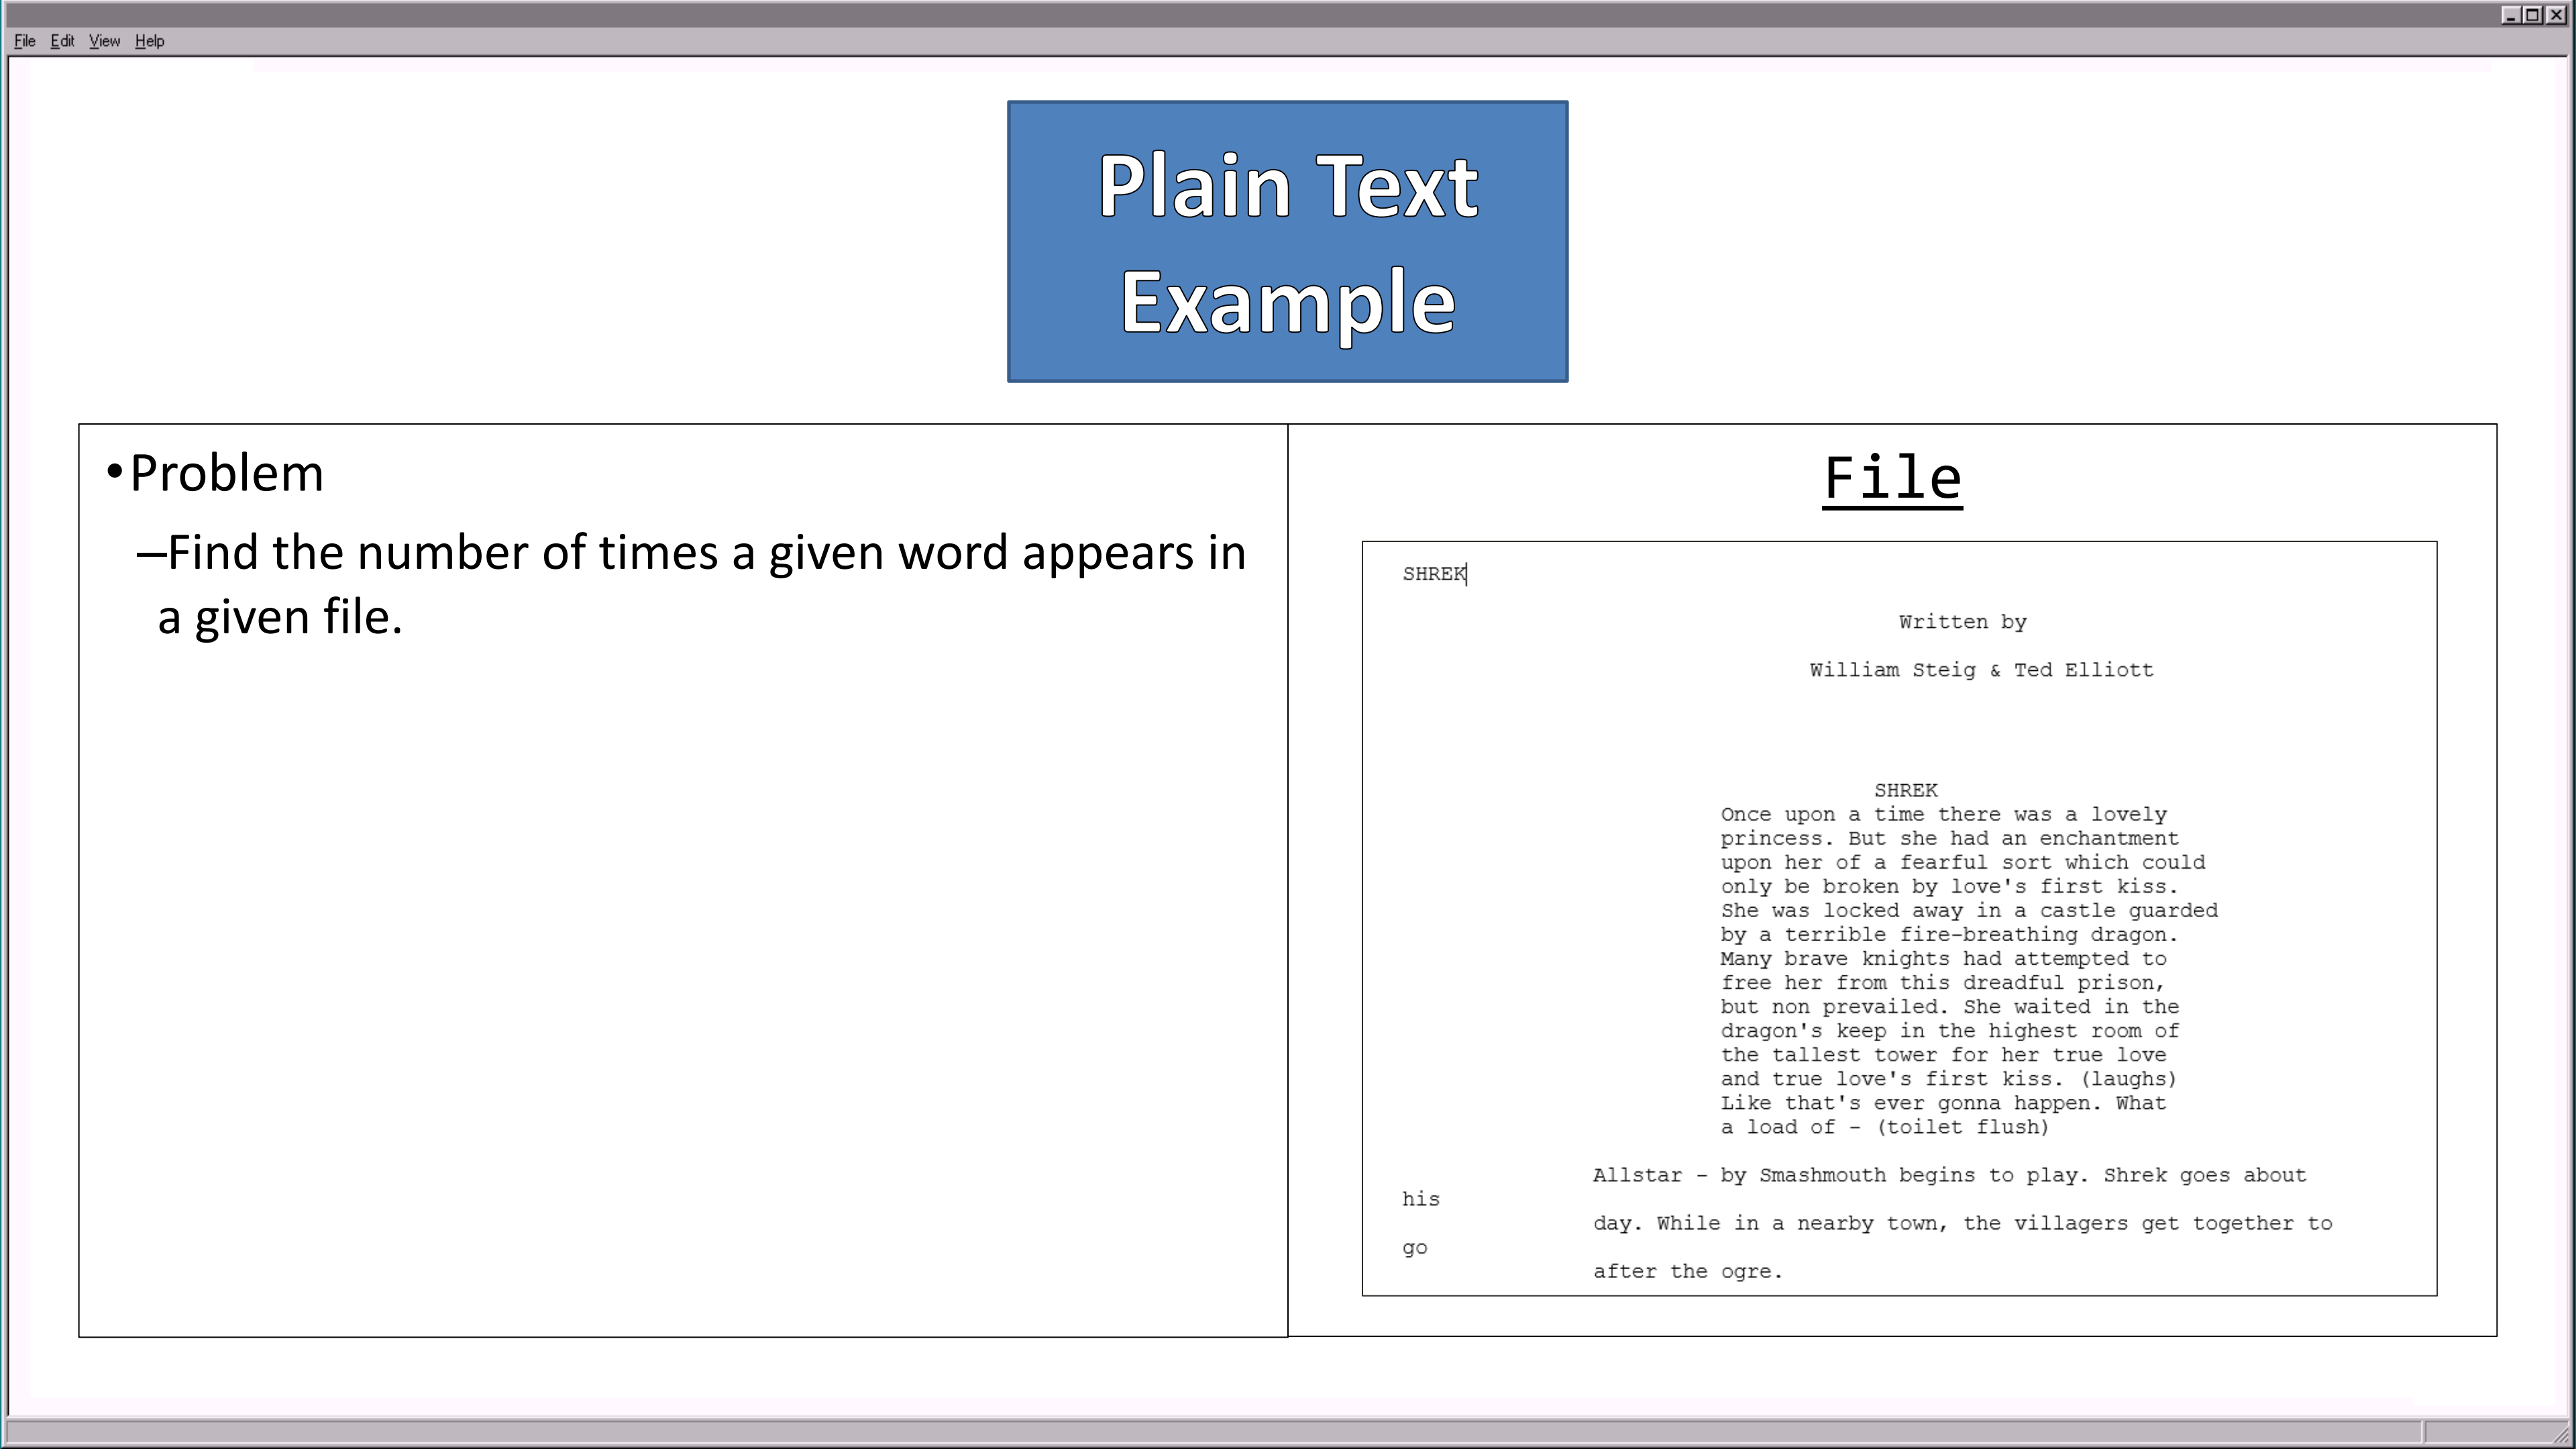 File Edit View Help
Plain Text
Example
•Problem
–Find the number of times a given word appears in
a given file.
File
SHREK
Written by
William Steig & Ted Elliott
SHREK
Once upon a time there was a lovely
princess. But she had an enchantment
upon her of a fearful sort which could
only be broken by love's first kiss.
She was locked away in a castle guarded
by a terrible fire-breathing dragon.
Many brave knights had attempted to
free her from this dreadful prison,
but non prevailed. She waited in the
dragon's keep in the highest room of
the tallest tower for her true love
and true love's first kiss. (laughs)
Like that's ever gonna happen. What
a load of - (toilet flush)
Allstar - by Smashmouth begins to play. Shrek goes about
his
day. While in a nearby town, the villagers get together to
go
after the ogre.